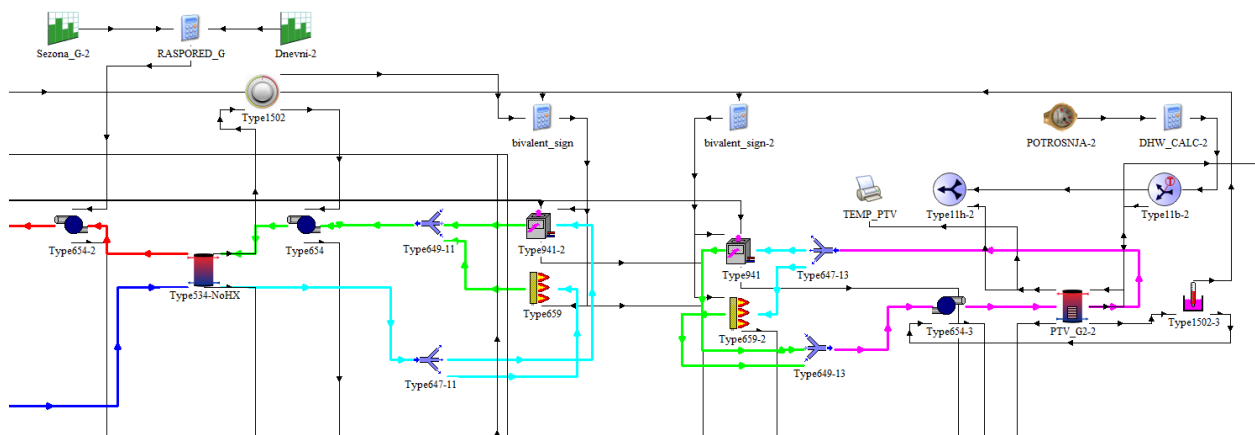 Sezona_G-2
RASPORED_G
Dnevni-2
Type1502
bivalent_sign
bivalent_sign-2
POTROSNJA-2
DHW_CALC-2
TEMP_PTV
Type11h-2
T
Type11b-2
Type654-2
Type654
Type649-11
Type941-2
Type941
Type647-13
Type534-NoHX
Type659
Type659-2
Type654-3
PTV_G2-2
Type1502-3
Type647-11
Type649-13